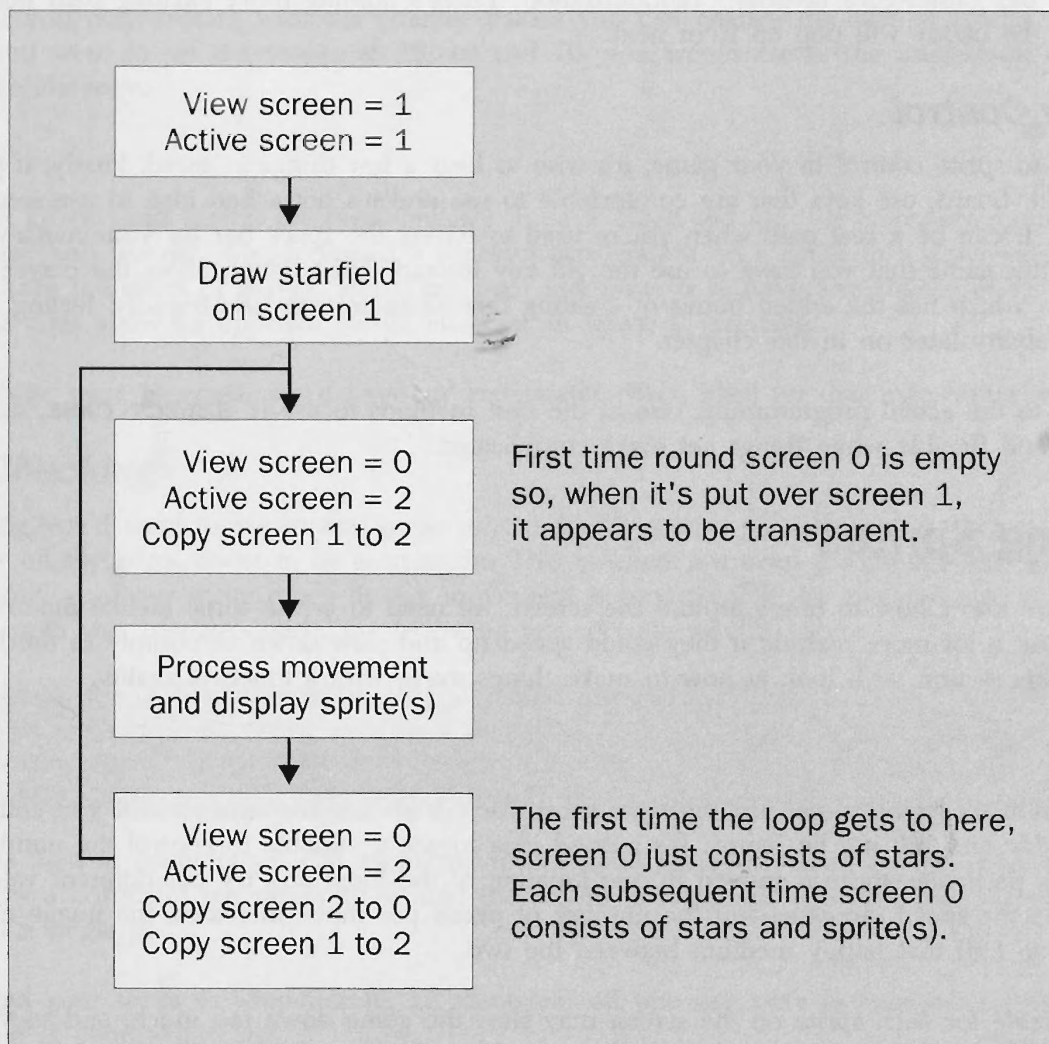 View screen = 1
Active screen = 1
Draw starfield
on screen 1
View screen = 0
Active screen = 2
Copy screen 1 to 2
First time round screen 0 is empty
so, when it's put over screen 1,
it appears to be transparent.
Process movement
and display sprite(s)
View screen = 0
Active screen = 2
Copy screen 2 to 0
Copy screen 1 to 2
The first time the loop gets to here,
screen 0 just consists of stars.
Each subsequent time screen 0
consists of stars and sprite(s).